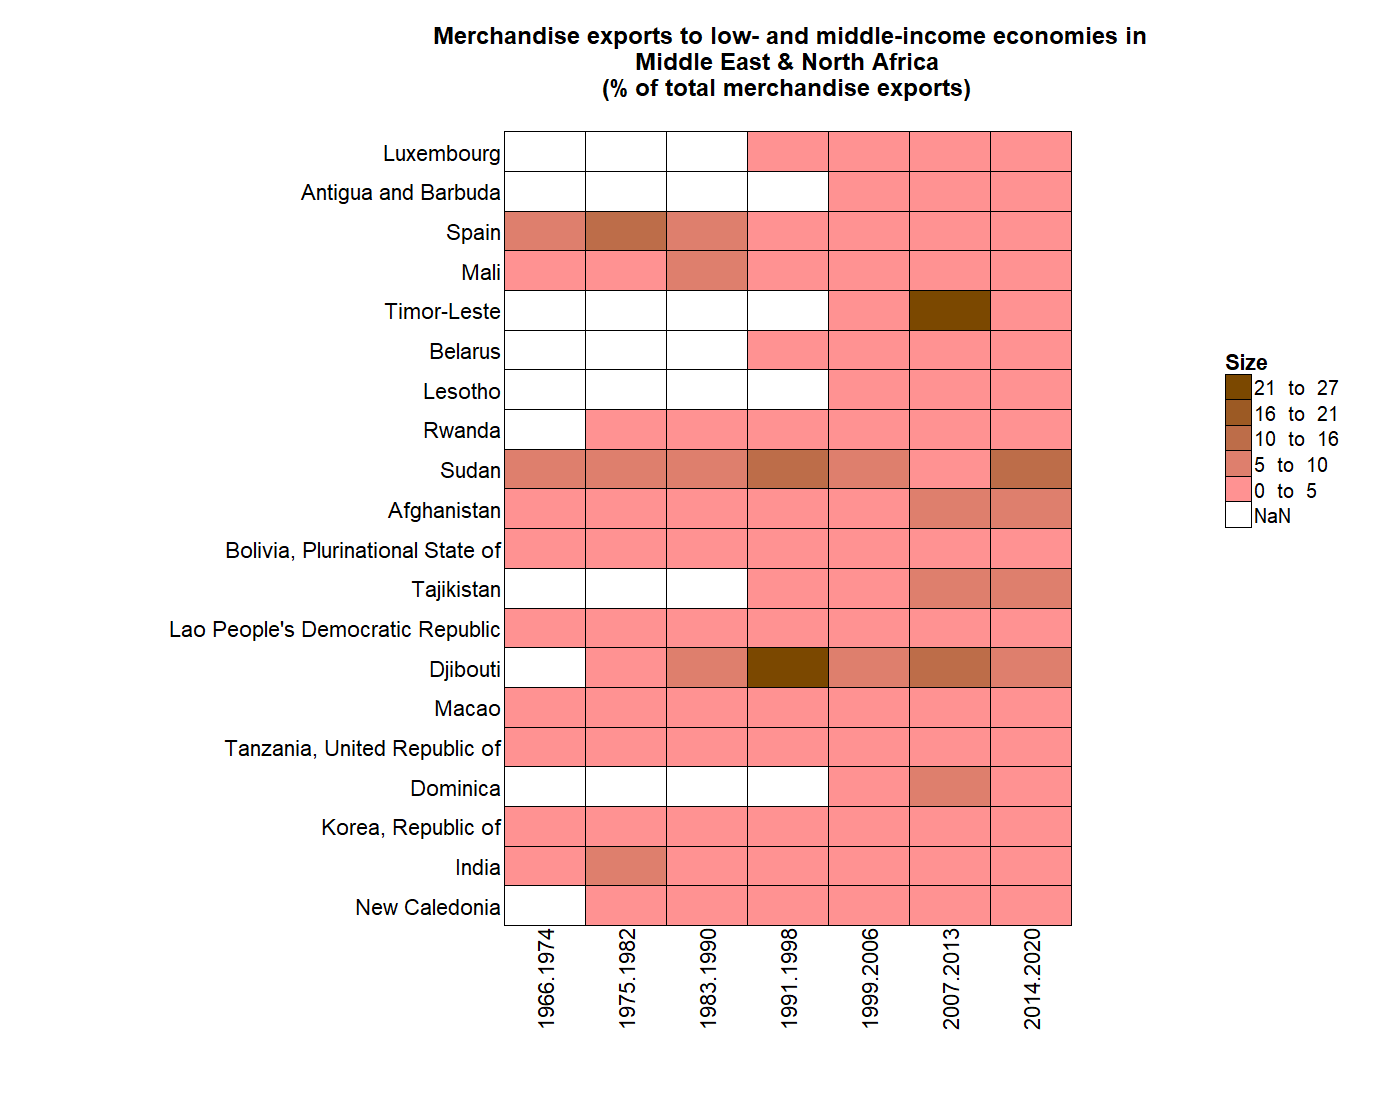 Merchandise exports to low- and middle-income economies in
Middle East & North Africa
(% of total merchandise exports)
Luxembourg
Antigua and Barbuda
Spain
Mali
Timor-Leste
Belarus
Lesotho
Rwanda
Sudan
Afghanistan
Bolivia, Plurinational State of
Tajikistan
Lao People's Democratic Republic
Djibouti
Macao
Tanzania, United Republic of
Dominica
Korea, Republic of
India
New Caledonia
1966.1974
1975.1982
1983.1990
1991.1998
1999.2006
2007.2013
2014.2020
Size
21 to 27
16 to 21
10 to 16
5 to 10
0 to 5
NaN